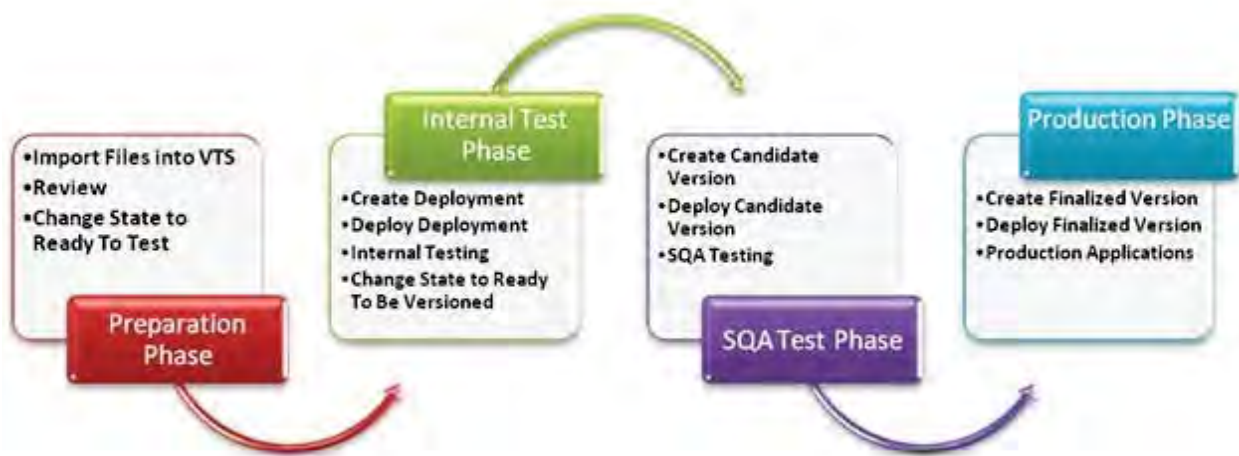 •Import Files into VTS
•Review
•Change State to
Ready To Test
Preparation
Phase
Internal Test
Phase
•Create Deployment
•Deploy Deployment
•Internal Testing
•Change State to Ready
To Be Versioned
•Create Candidate
Version
•Deploy Candidate
Version
•SQA Testing
SQA Test Phase
Production Phase
•Create Finalized Version
•Deploy Finalized Version
•Production Applications